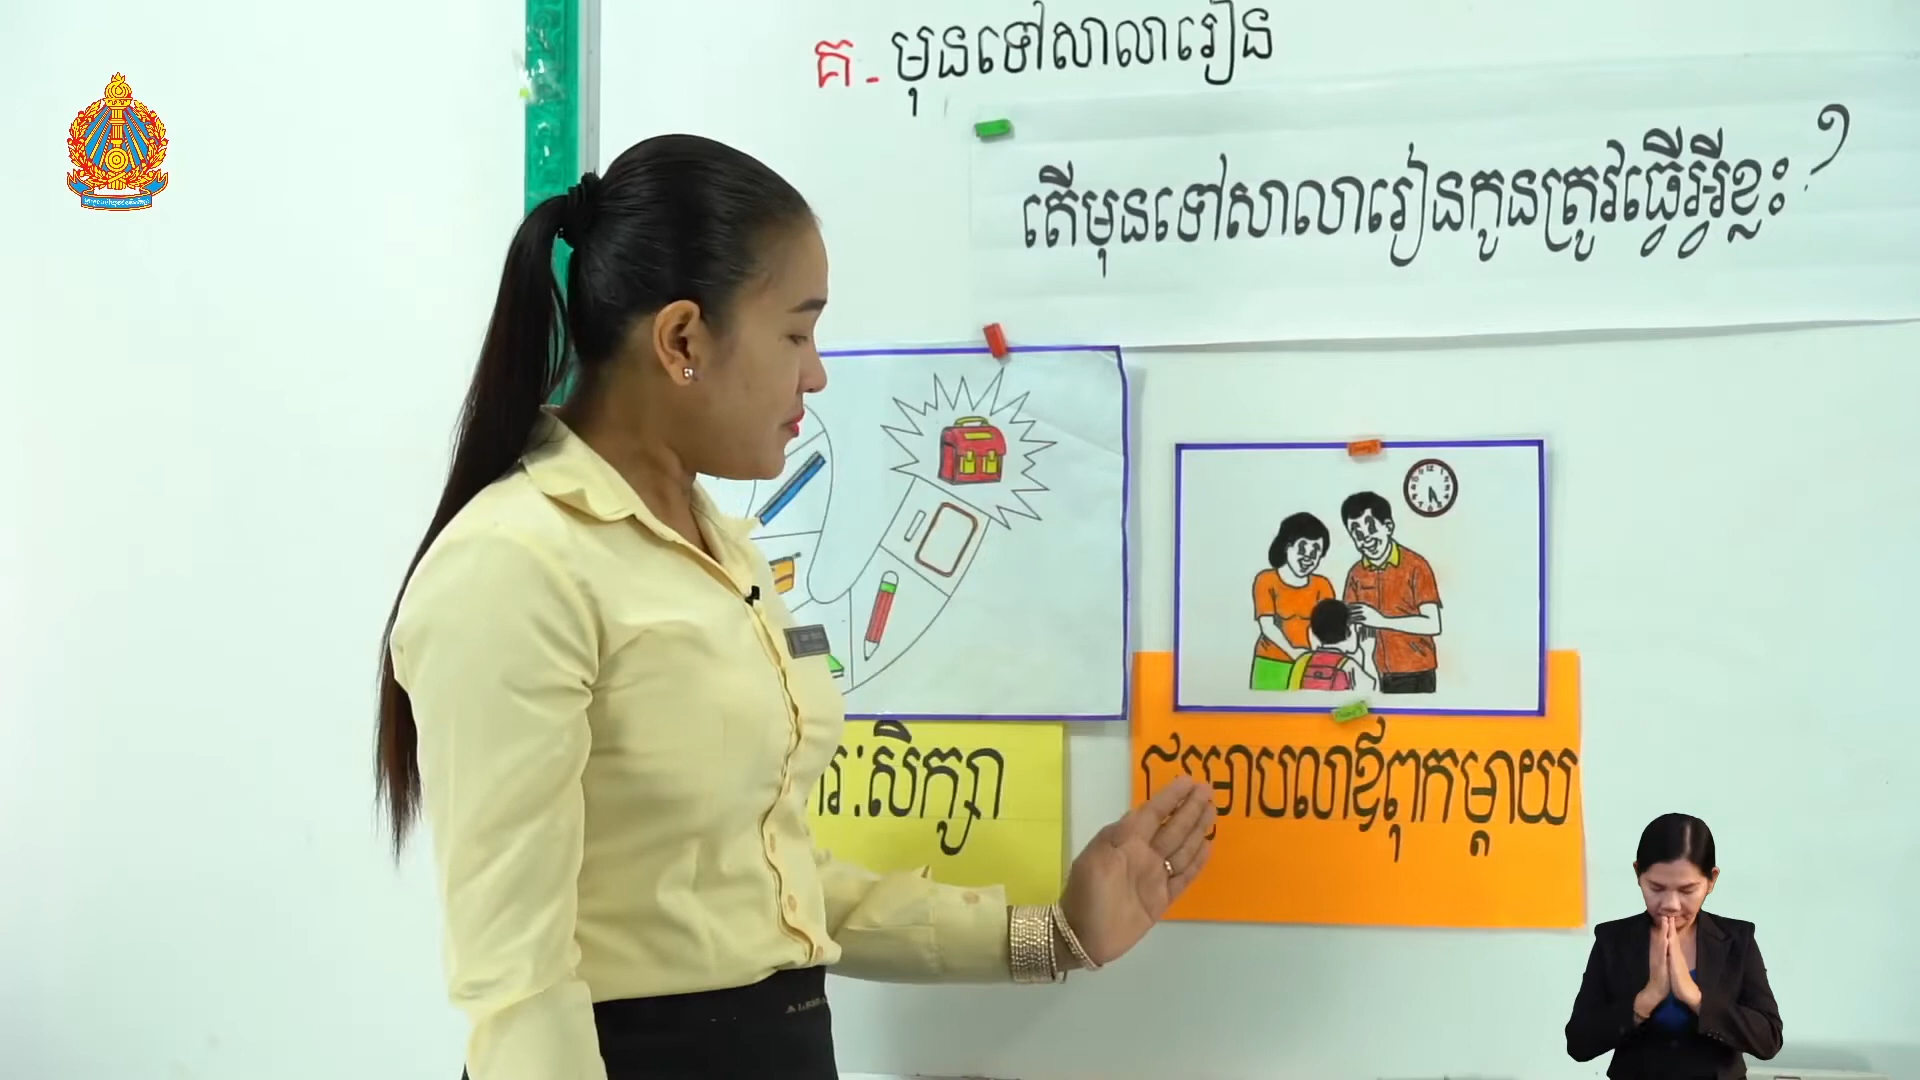 គ - មុនទៅសាលារៀន
តើមុនទៅសាលារៀនកូនត្រូវធ្វើអ្វីខ្លះ?
សិក្សា
ជម្រាបលាឪពុកម្តាយ